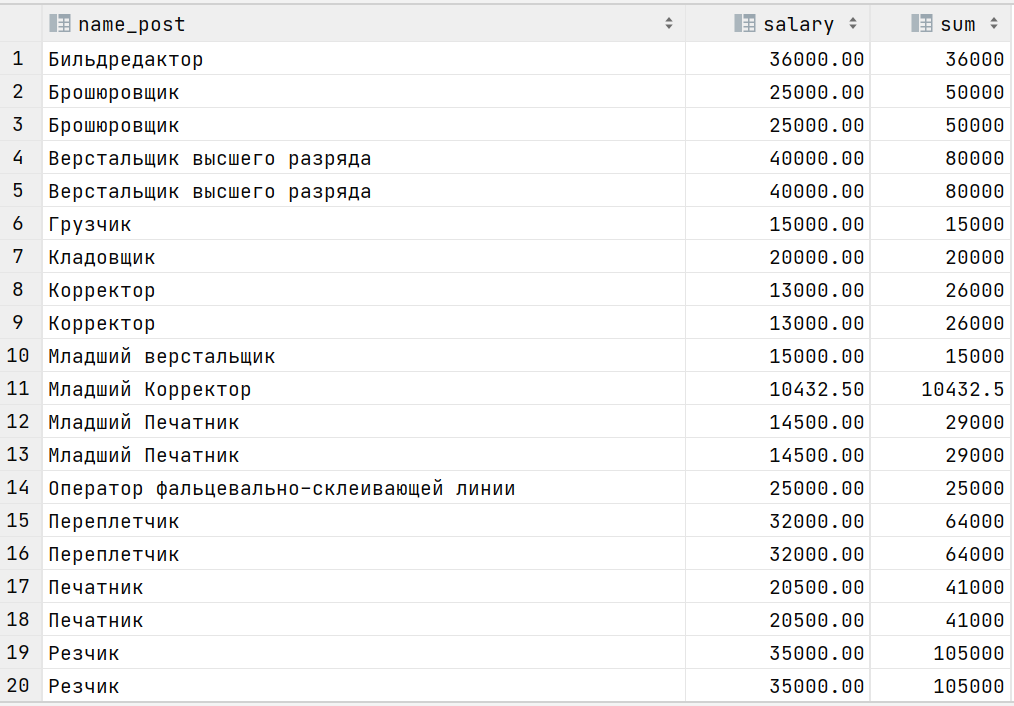 name_post salary sum
1 Бильдредактор 36000.00 36000
2 Брошюровщик 25000.00 50000
3 Брошюровщик 25000.00 50000
4 Верстальщик высшего разряда 40000.00 80000
5 Верстальщик высшего разряда 40000.00 80000
6 Грузчик 15000.00 15000
7 Кладовщик 20000.00 20000
8 Корректор 13000.00 26000
9 Корректор 13000.00 26000
10 Младший верстальщик 15000.00 15000
11 Младший Корректор 10432.50 10432.5
12 Младший Печатник 14500.00 29000
13 Младший Печатник 14500.00 29000
14 Оператор фальцевально-склеивающей линии 25000.00 25000
15 Переплетчик 32000.00 64000
16 Переплетчик 32000.00 64000
17 Печатник 20500.00 41000
18 Печатник 20500.00 41000
19 Резчик 35000.00 105000
20 Резчик 35000.00 105000